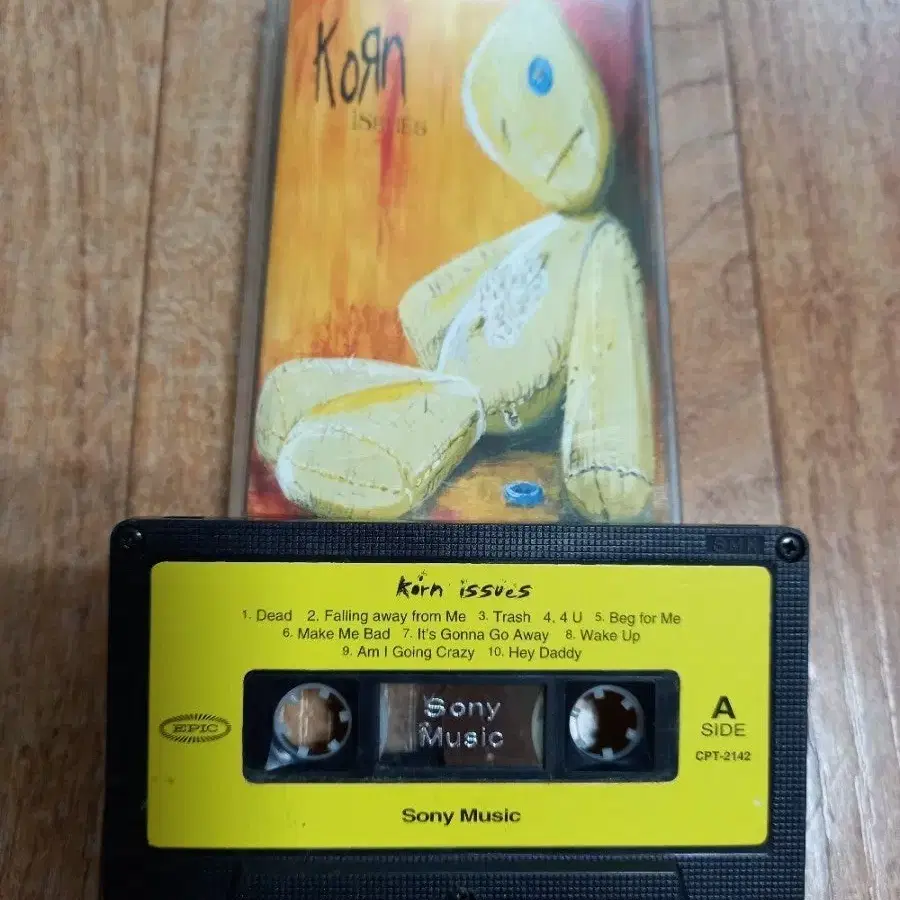 KoЯn
issues
korn issues
1. Dead 2. Falling away from Me 3. Trash 4. 4 U 5. Beg for Me
6. Make Me Bad 7. It's Gonna Go Away 8. Wake Up
9. Am I Going Crazy 10. Hey Daddy
EPIC
Sony
Music
A
SIDE
CPT-2142
Sony Music